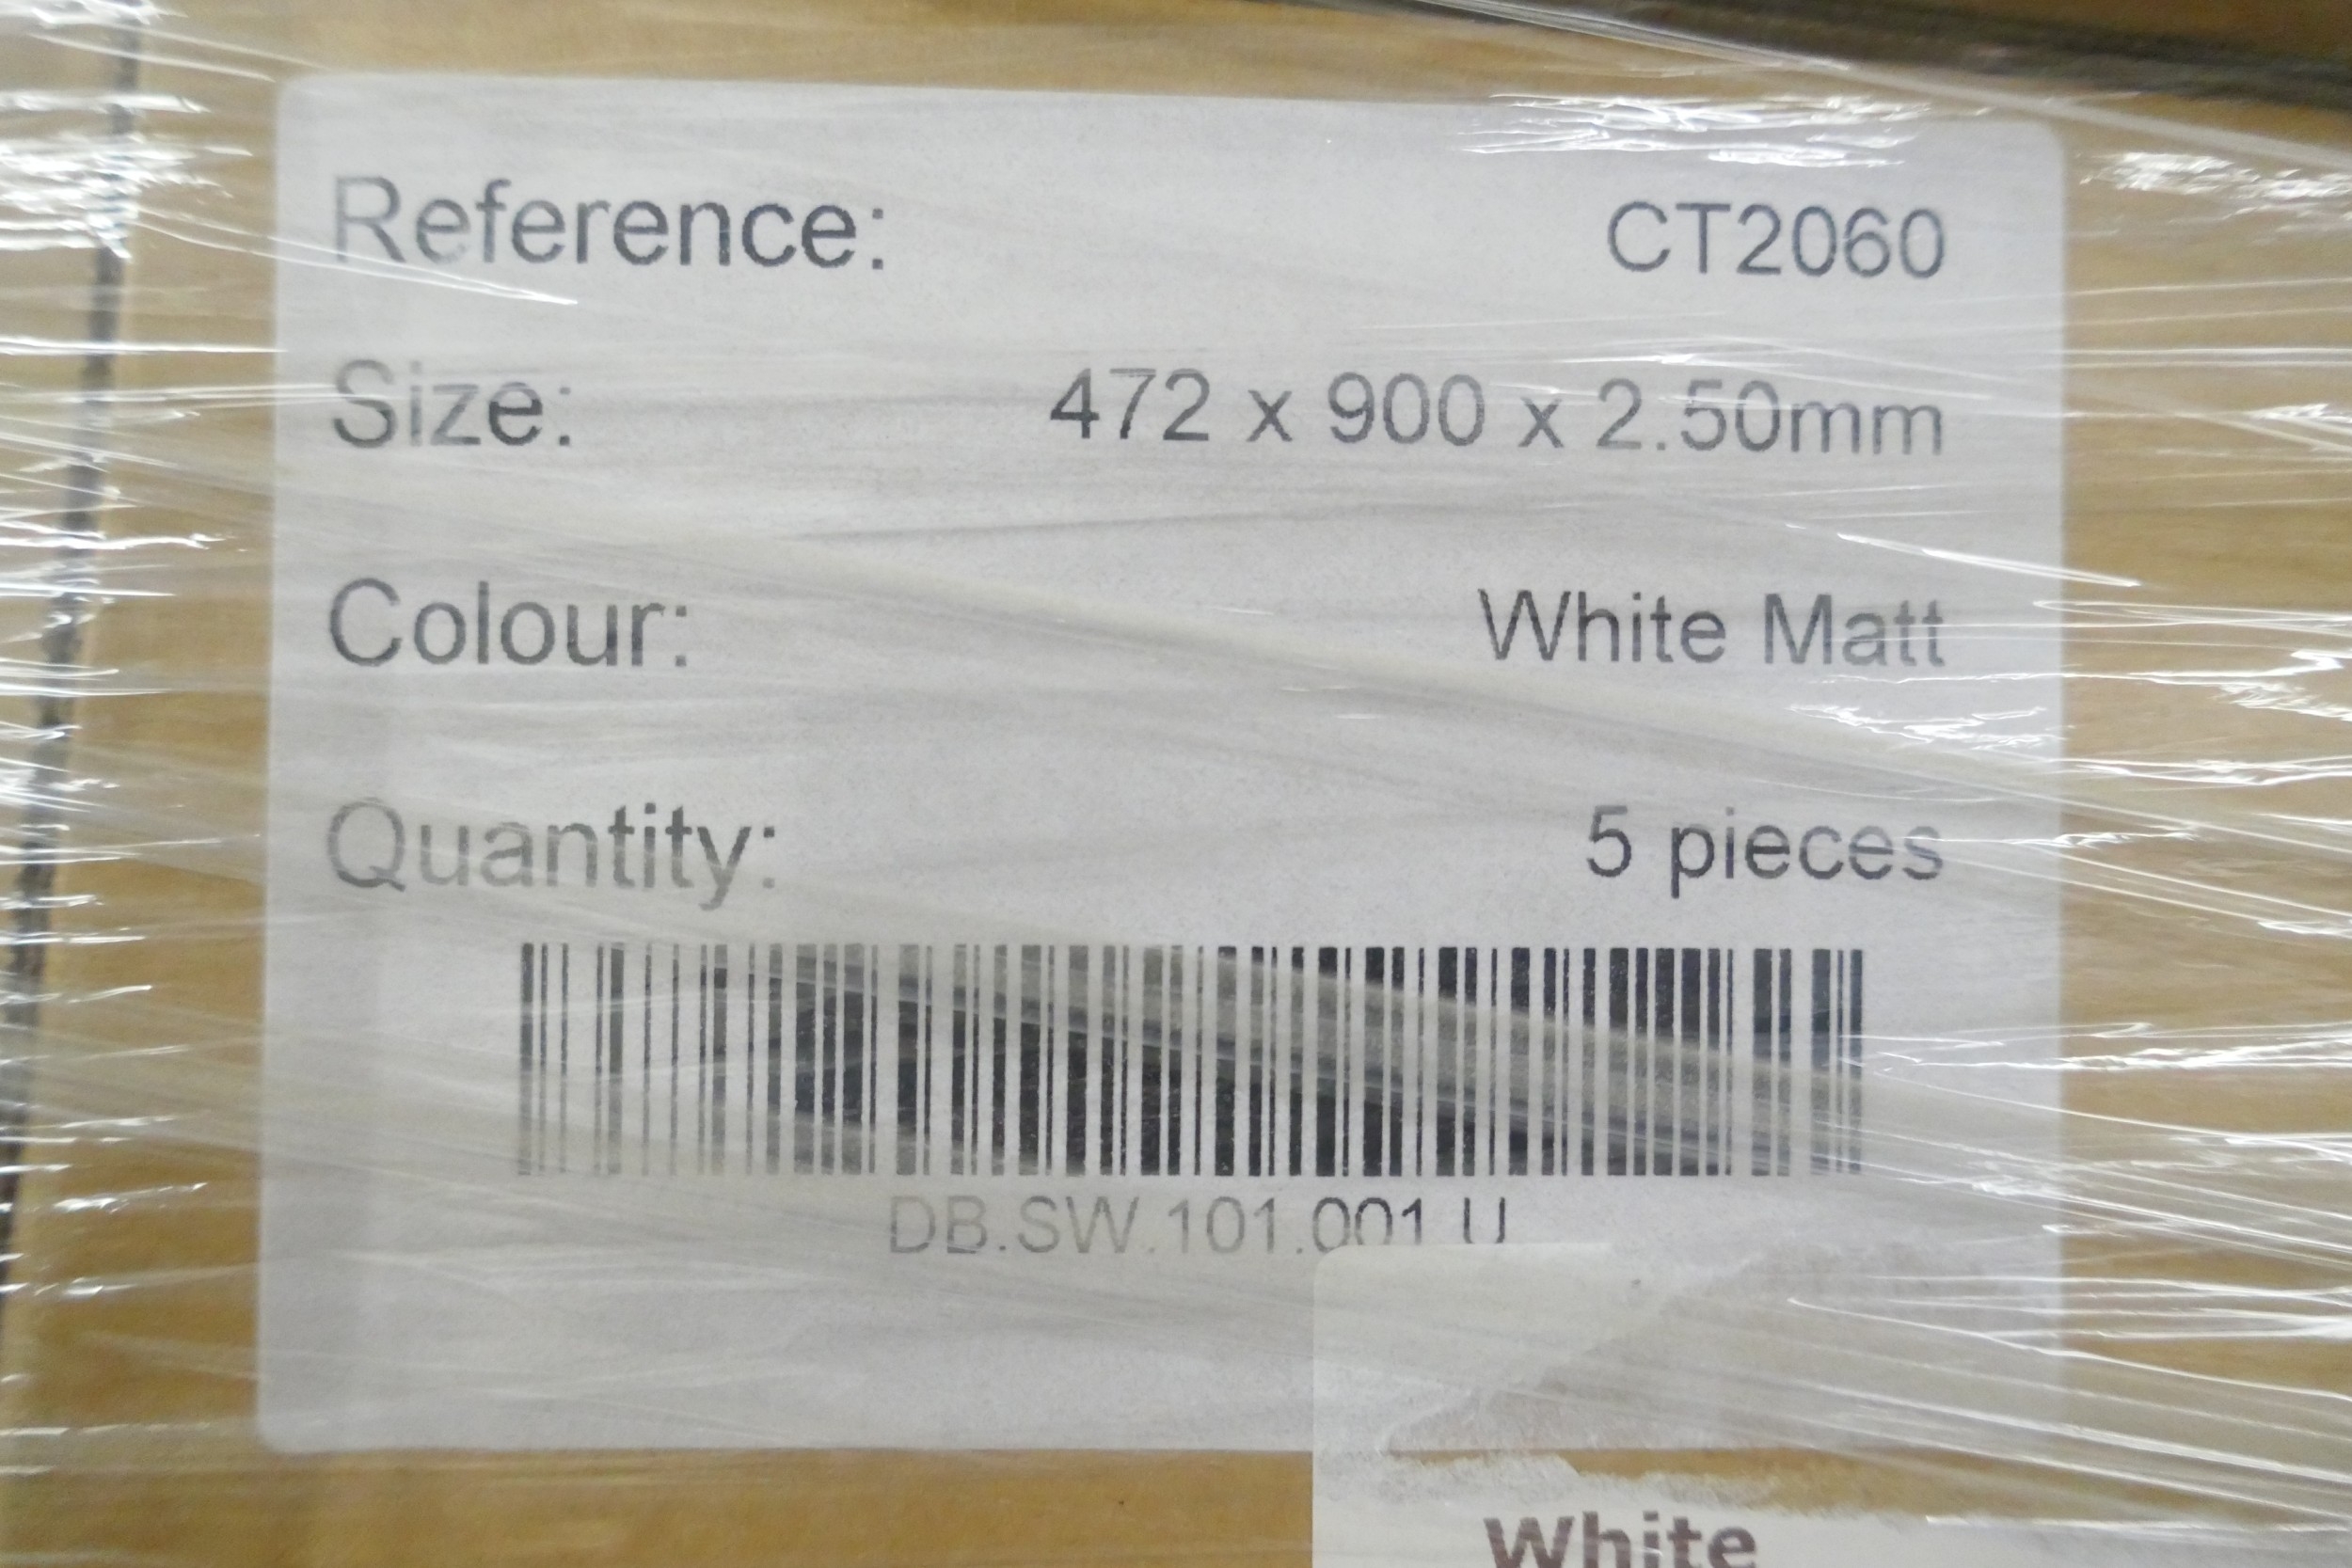 Reference: CT2060
Size: 472 x 900 x 2.50mm
Colour: White Matt
Quantity: 5 pieces
DB.SW.101.001.U
White